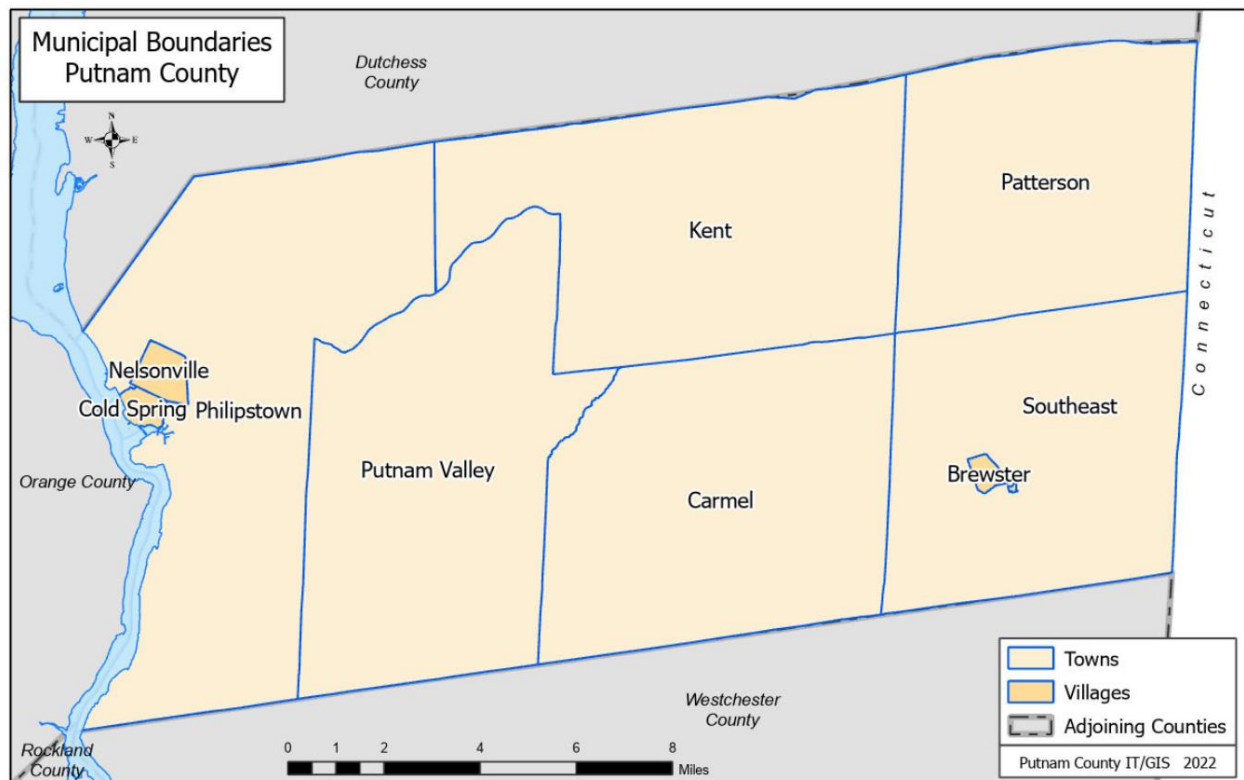 Municipal Boundaries
Putnam County
Dutchess
County
N
W E
S
Patterson
Kent
Connecticut
Nelsonville
Cold Spring Philipstown
Southeast
Putnam Valley
Brewster
Orange County
Carmel
Westchester
County
Rockland
County
0 1 2 4 6 8
Miles
Towns
Villages
Adjoining Counties
Putnam County IT/GIS 2022